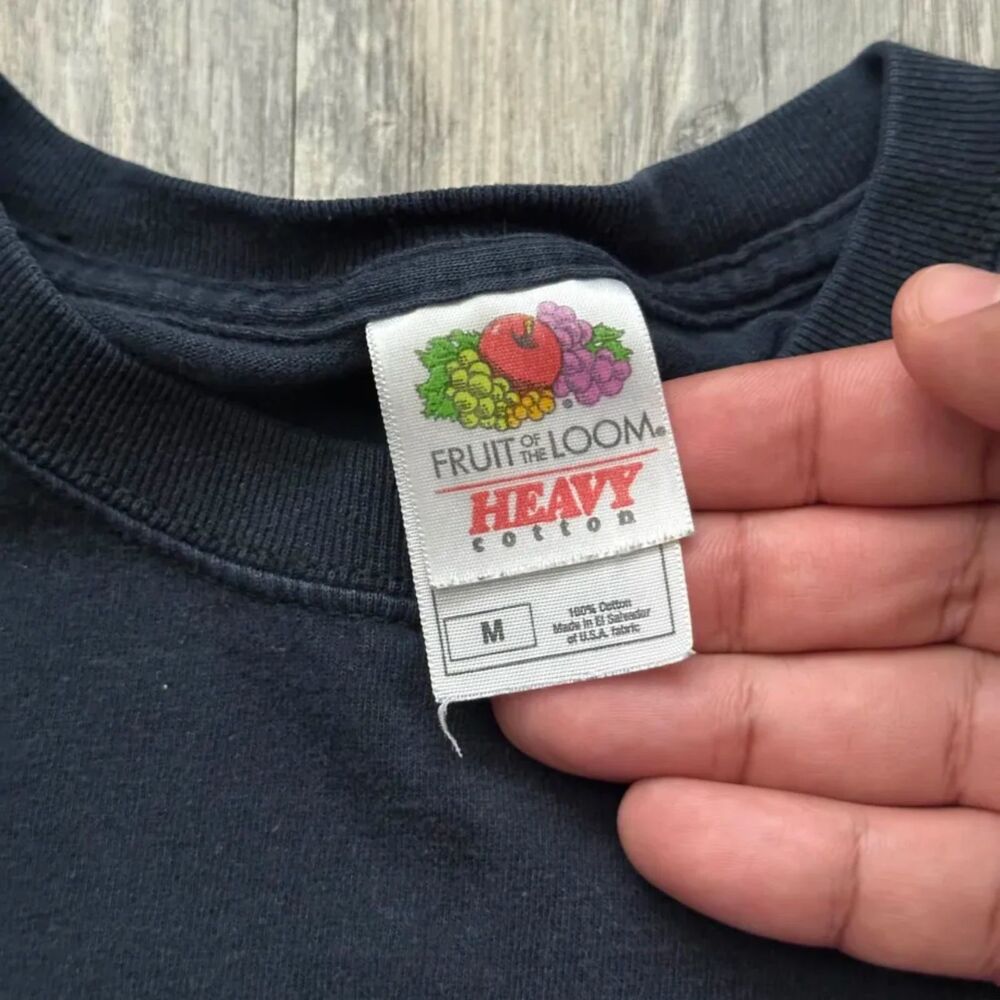 FRUIT OF THE LOOM®
HEAVY
cotton
M
100% Cotton
Made in El Salvador
of U.S.A. fabric